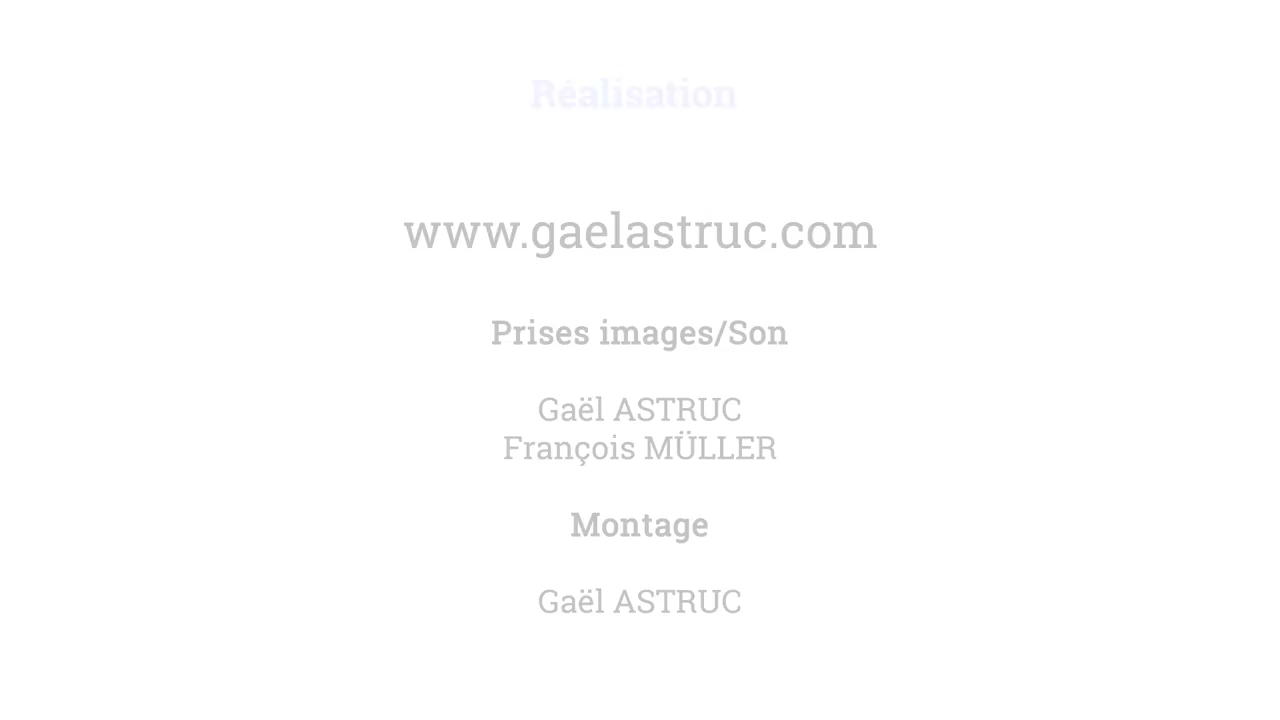 Réalisation
www.gaelastruc.com
Prises images/Son
Gaël ASTRUC
François MÜLLER
Montage
Gaël ASTRUC